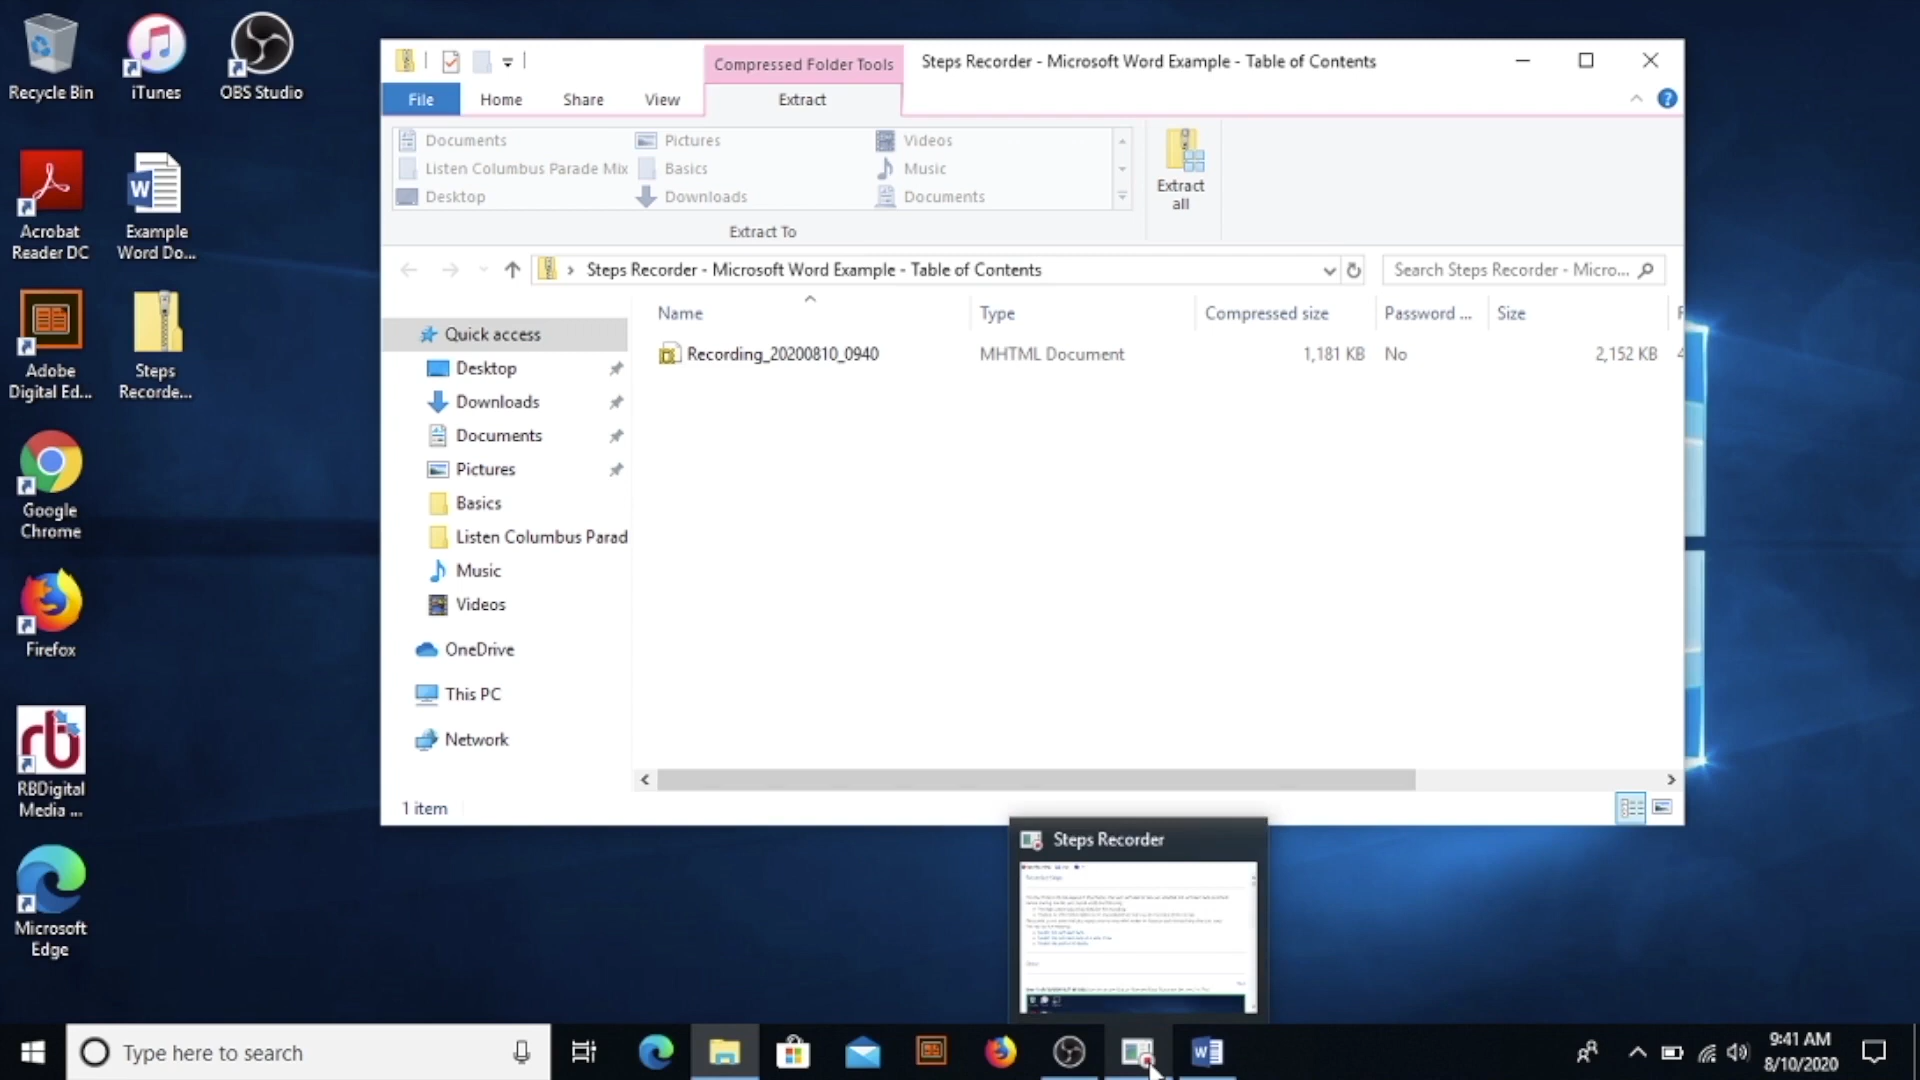 Recycle Bin
iTunes
OBS Studio
Acrobat
Reader DC
Example
Word Do...
Adobe
Digital Ed...
Steps
Recorde...
Google
Chrome
Firefox
RBDigital
Media ...
Microsoft
Edge
Compressed Folder Tools
Steps Recorder - Microsoft Word Example - Table of Contents
File
Home
Share
View
Extract
Documents
Pictures
Videos
Listen Columbus Parade Mix
Basics
Music
Desktop
Downloads
Documents
Extract To
Extract
all
Steps Recorder - Microsoft Word Example - Table of Contents
Search Steps Recorder - Micro...
Name
Type
Compressed size
Password ...
Size
Recording_20200810_0940
MHTML Document
1,181 KB
No
2,152 KB
Quick access
Desktop
Downloads
Documents
Pictures
Basics
Listen Columbus Parad
Music
Videos
OneDrive
This PC
Network
1 item
Steps Recorder
Type here to search
9:41 AM
8/10/2020